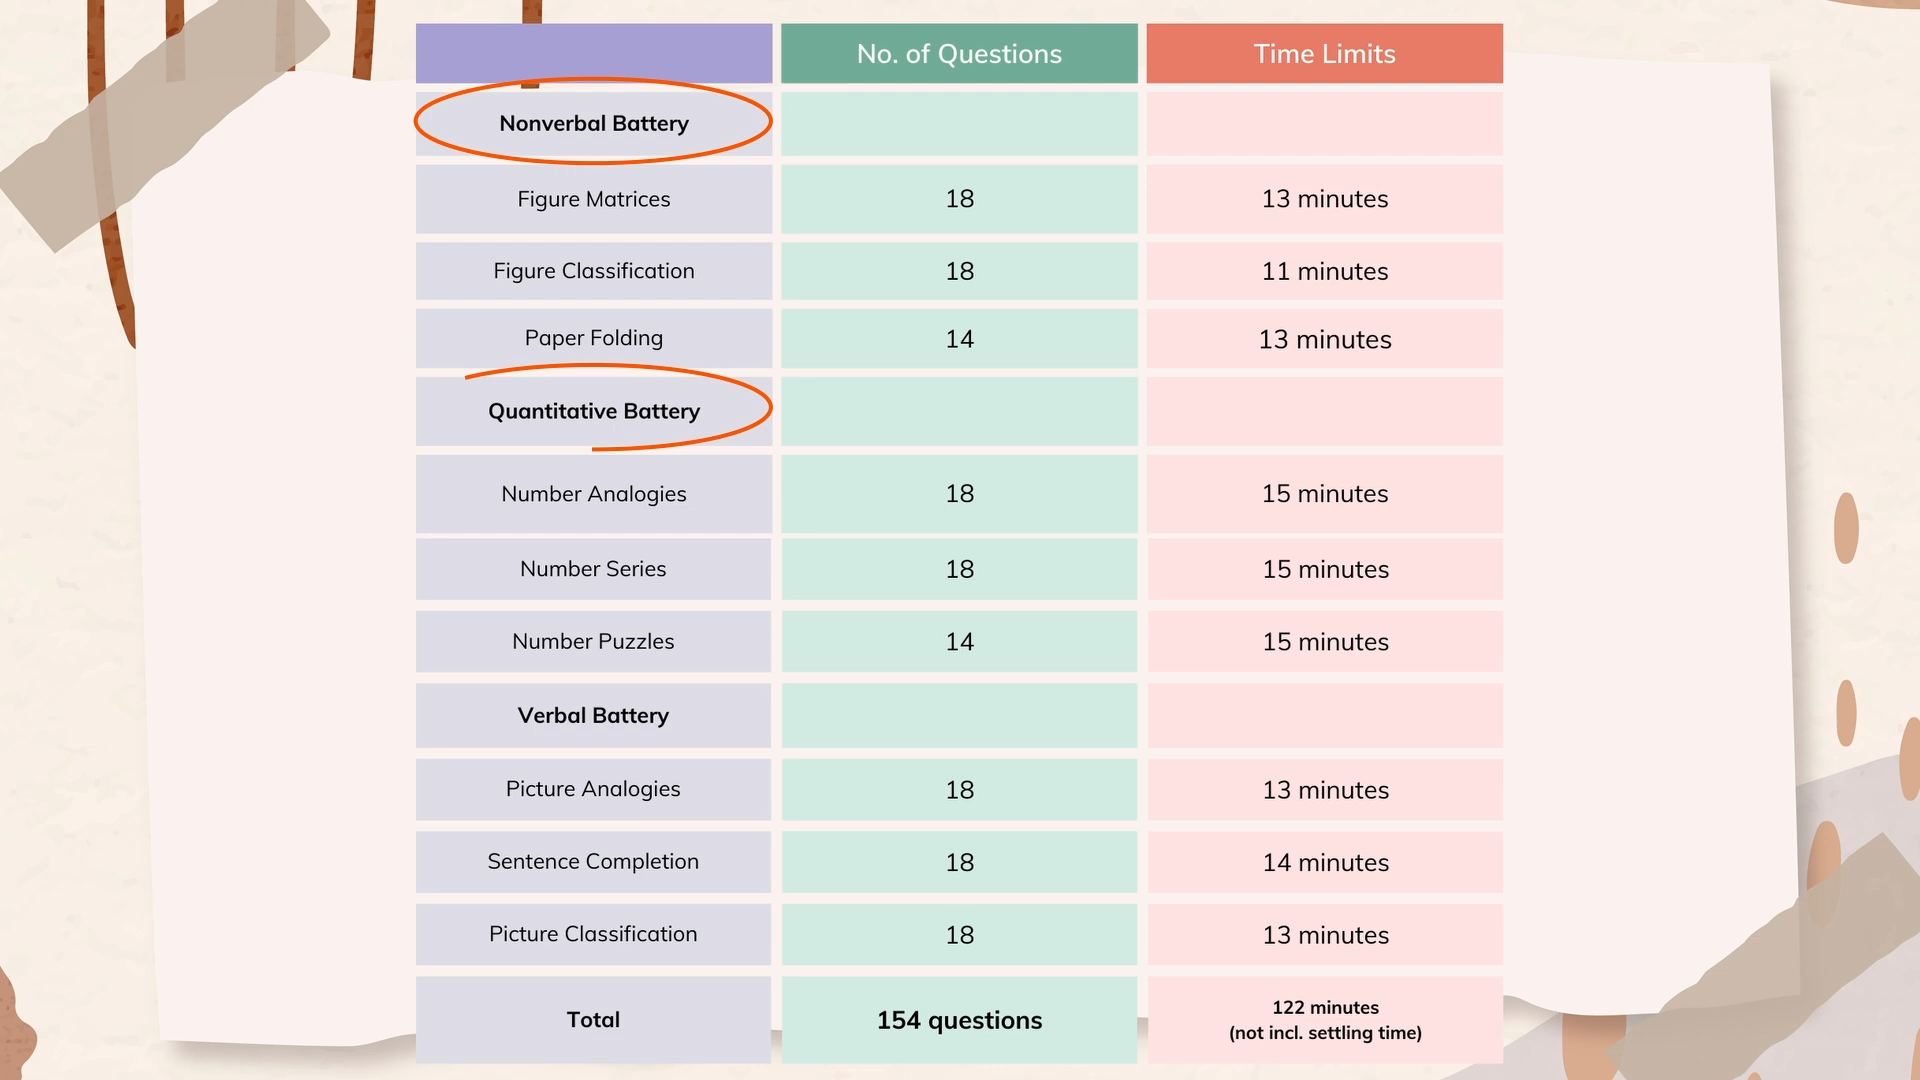 No. of Questions Time Limits
Nonverbal Battery
Figure Matrices 18 13 minutes
Figure Classification 18 11 minutes
Paper Folding 14 13 minutes
Quantitative Battery
Number Analogies 18 15 minutes
Number Series 18 15 minutes
Number Puzzles 14 15 minutes
Verbal Battery
Picture Analogies 18 13 minutes
Sentence Completion 18 14 minutes
Picture Classification 18 13 minutes
Total 154 questions 122 minutes
(not incl. settling time)